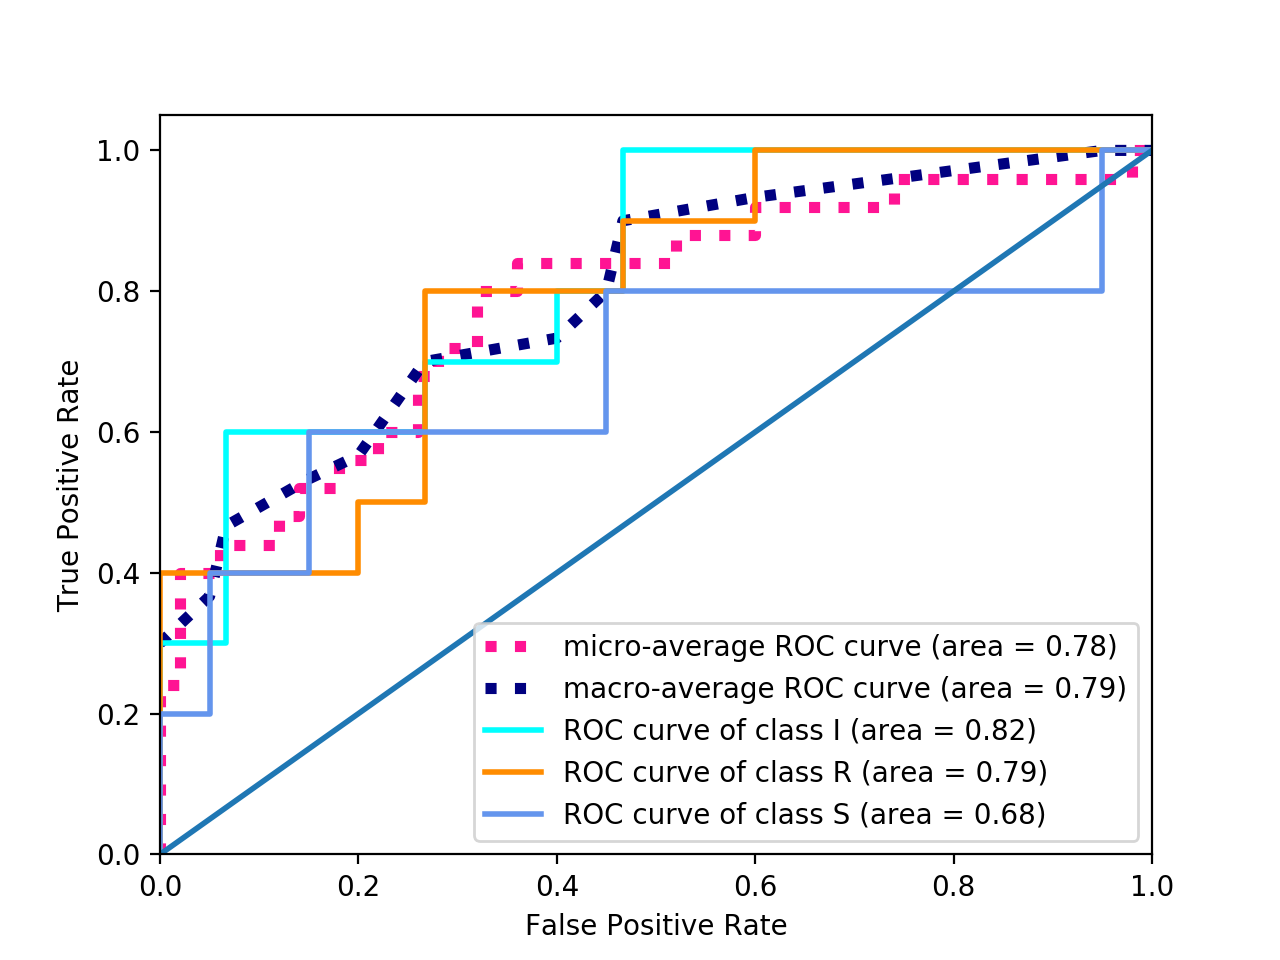 1.0
0.8
0.6
0.4
0.2
0.0
True Positive Rate
micro-average ROC curve (area = 0.78)
macro-average ROC curve (area = 0.79)
ROC curve of class I (area = 0.82)
ROC curve of class R (area = 0.79)
ROC curve of class S (area = 0.68)
0.0 0.2 0.4 0.6 0.8 1.0
False Positive Rate